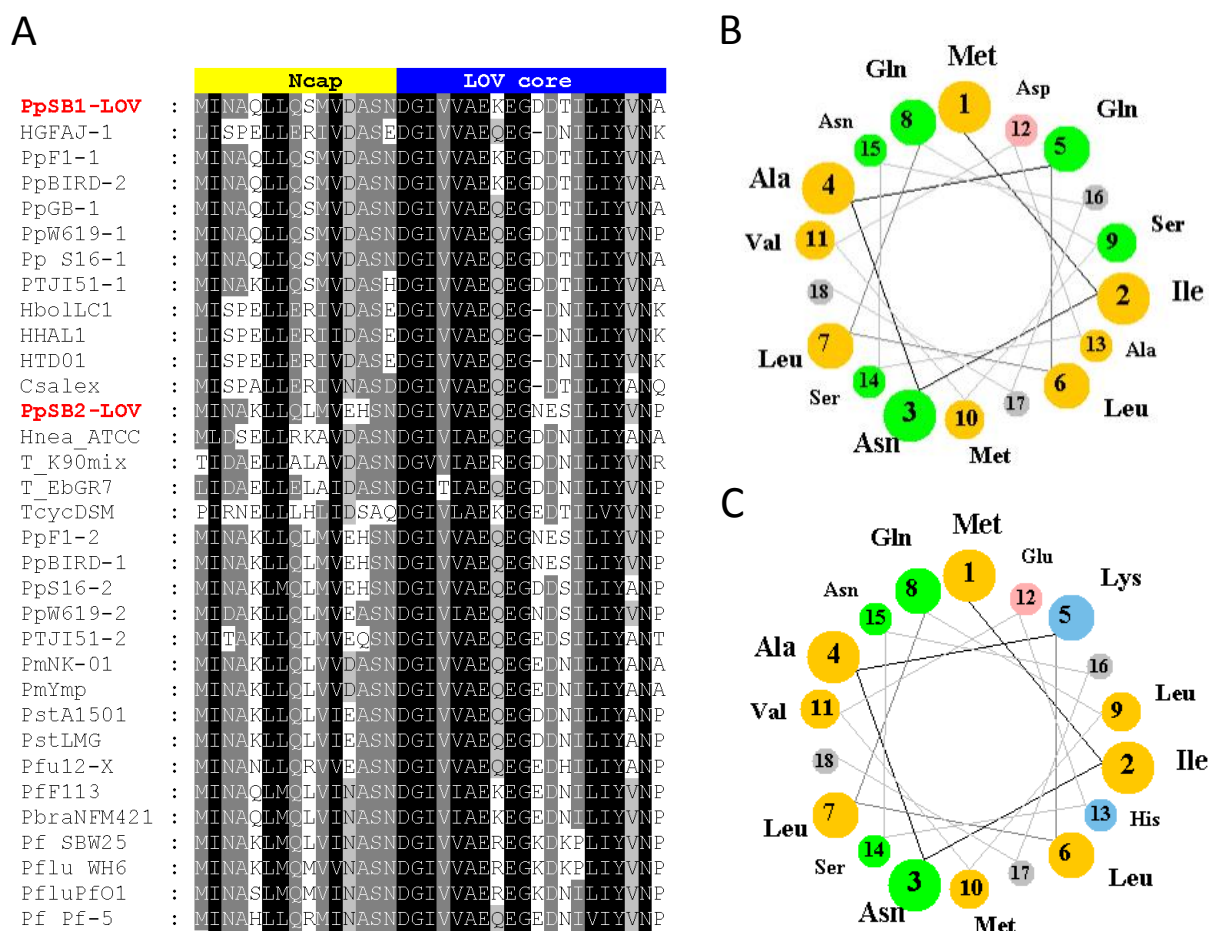 A
Ncap LOV core
PpSB1-LOV : MINAQLLQSMVDASNDGIVVAEKEGDDTILIYVNA
HGFAJ-1 : LISPELLERIVDASEDGIVVAEQEG-DNILIYVNK
PpF1-1 : MINAQLLQSMVDASNDGIVVAEKEGDDTILIYVNA
PpBIRD-2 : MINAQLLQSMVDASNDGIVVAEKEGDDTILIYVNA
PpGB-1 : MINAQLLQSMVDASNDGIVVAEQEGDDTILIYVNA
PpW619-1 : MINAQLLQSMVDASNDGIVVAEQEGDDTILIYVNP
Pp S16-1 : MINAQLLQSMVDASNDGIVVAEQEGDDTILIYVNA
PTJI51-1 : MINAKLLQSMVDASHDGIVVAEQEGDDTILIYVNA
HbolLC1 : MISPELLERIVDASEDGIVVAEQEG-DNILIYVNK
HHAL1 : LISPELLERIIDASEDGIVVAEQEG-DNILIYVNK
HTD01 : LISPELLERIVDASEDGIVVAEQEG-DNILIYVNK
Csalex : MISPALLERIVNASDDGIVVAEQEG-DTILIYANQ
PpSB2-LOV : MINAKLLQLMVEHSNDGIVVAEQEGNESILIYVNP
Hnea_ATCC : MLDSELLRKAVDASNDGIVIAEQEGDDNILIYANA
T_K90mix : TIDAELLALAVDASNDGVVIAEREGDDNILIYVNR
T_EbGR7 : LIDAELLELAIDASNDGITIAEQEGDDNILIYVNP
TcycDSM : PIRNELLLHLIDSAQDGIVLAEKEGEDTILVYVNP
PpF1-2 : MINAKLLQLMVEHSNDGIVVAEQEGNESILIYVNP
PpBIRD-1 : MINAKLLQLMVEHSNDGIVVAEQEGNESILIYVNP
PpS16-2 : MINAKLMQLMVEHSNDGIVVAEQEGDDSILIYANP
PpW619-2 : MIDAKLLQLMVEASNDGIVVAEQEGNDSILIYVNP
PTJI51-2 : MITAKLLQLMVEQSNDGIVVAEQEGEDSILIYANT
PmNK-01 : MINAKLLQLVVDASNDGIVVAEQEGEDNILIYANA
PmYmp : MINAKLLQLVVDASNDGIVVAEQEGEDNILIYANA
PstA1501 : MINAKLLQLVIEASNDGIVVAEQEGDDNILIYANP
PstLMG : MINAKLLQLVIEASNDGIVVAEQEGDDNILIYANP
Pfu12-X : MINANLLQRVVEASNDGIVVAEQEGEDHILIYANP
PfF113 : MINAQLMQLVINASNDGIVIAEKEGEDNILIYVNP
PbraNFM421 : MINAQLMQLVINASNDGIVIAEKEGEDNILIYVNP
Pf SBW25 : MINAKLMQLVINASNDGIVVAEREGKDKPLIYVNP
Pflu WH6 : MINAKLMQMVVNASNDGIVVAEREGKDKPLIYVNP
PfluPfO1 : MINASLMQMVINASNDGIVVAEREGKDNILIYVNP
Pf Pf-5 : MINAHLLQRMINASNDGIVVAEQEGEDNIVIYVNP
B
Met
Gln
Asp
Gln
Asn
1
12
8
5
15
Ala
4
16
Ser
Val
11
9
18
2
Ile
Leu
7
13
Ala
Ser
14
6
17
Leu
3
10
Asn
Met
C
Met
Gln
Glu
Lys
Asn
1
12
8
5
15
Ala
4
16
Leu
Val
11
9
18
2
Ile
Leu
7
13
His
Ser
14
6
17
Leu
3
10
Asn
Met